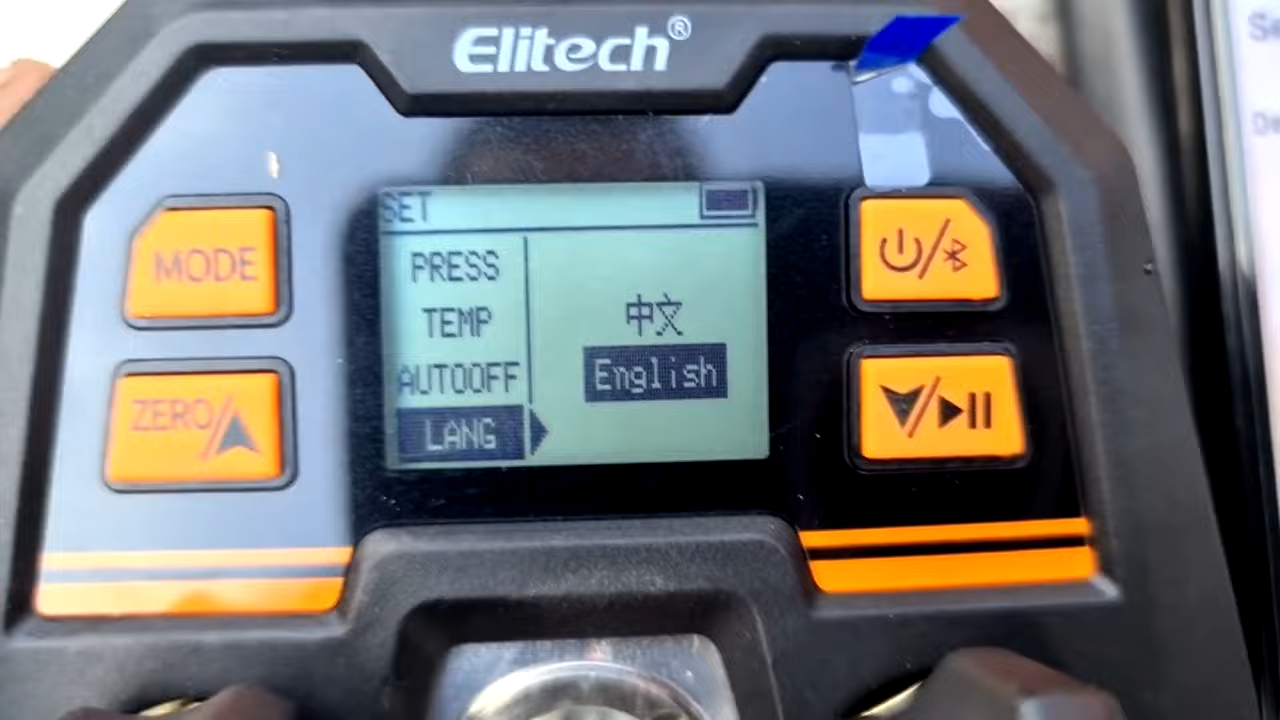 Elitech®
SET
MODE
PRESS
TEMP
中文
AUTOOFF
English
ZERO/
LANG